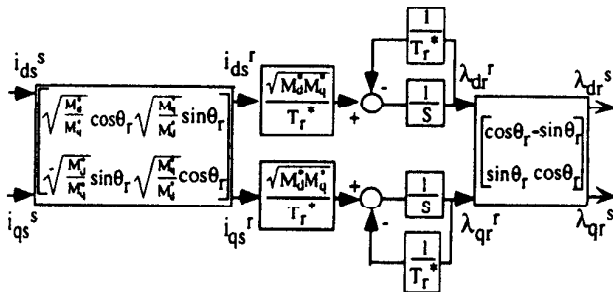 1
T_r*
i_ds^s
i_ds^r
√(M_d*M_q*)
T_r*
-
+
1
S
λ_dr^r
λ_dr^s
√(M_d*/M_q*) cosθ_r √(M_q*/M_d*) sinθ_r
-√(M_d*/M_q*) sinθ_r √(M_q*/M_d*) cosθ_r
cosθ_r -sinθ_r
sinθ_r cosθ_r
i_qs^s
i_qs^r
√(M_d*M_q*)
T_r*
+
-
1
S
λ_qr^r
λ_qr^s
1
T_r*